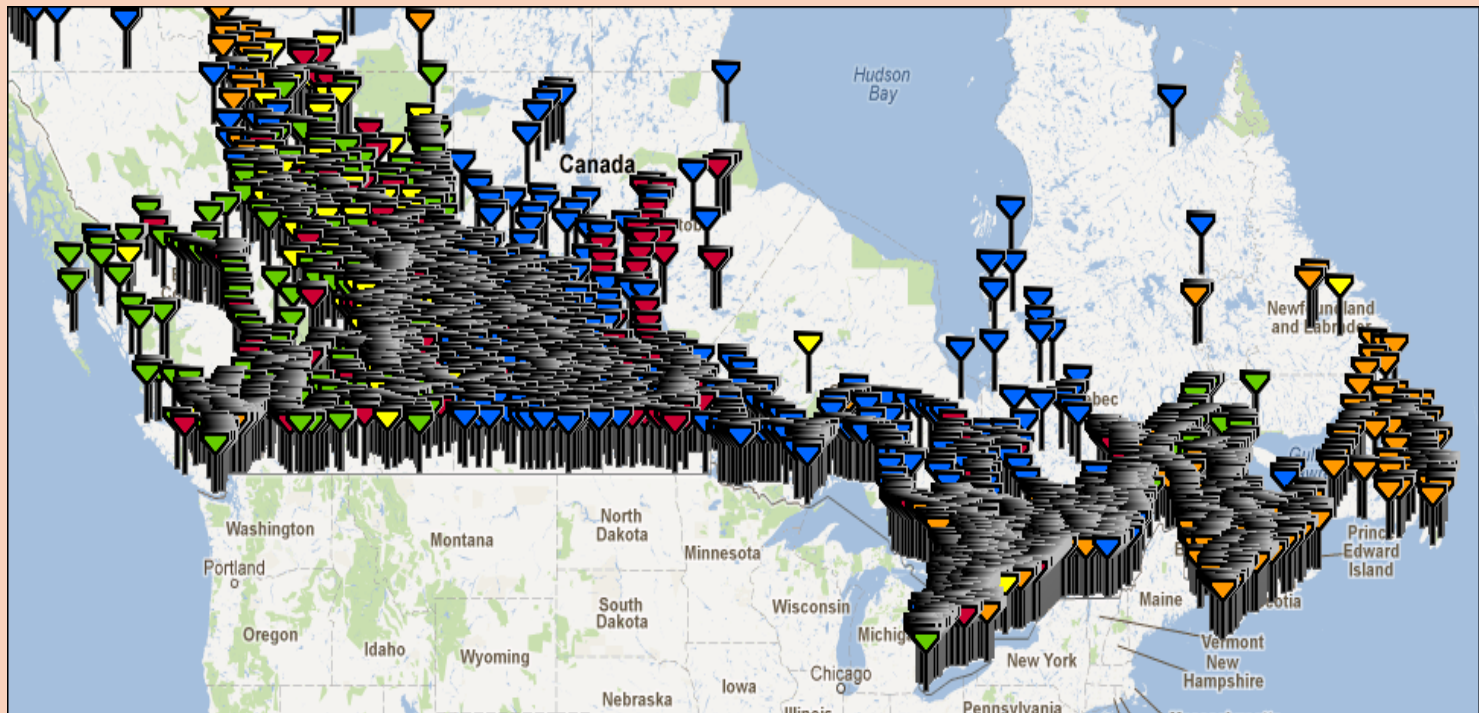 Hudson
Bay
Canada
Newfoundland
and Labrador
Washington
Montana
North
Dakota
Minnesota
Portland
Prince
Edward
Island
South
Dakota
Wisconsin
Maine
Oregon
Idaho
Wyoming
Vermont
New
Hampshire
New York
Chicago
Iowa
Nebraska
Pennsylvania